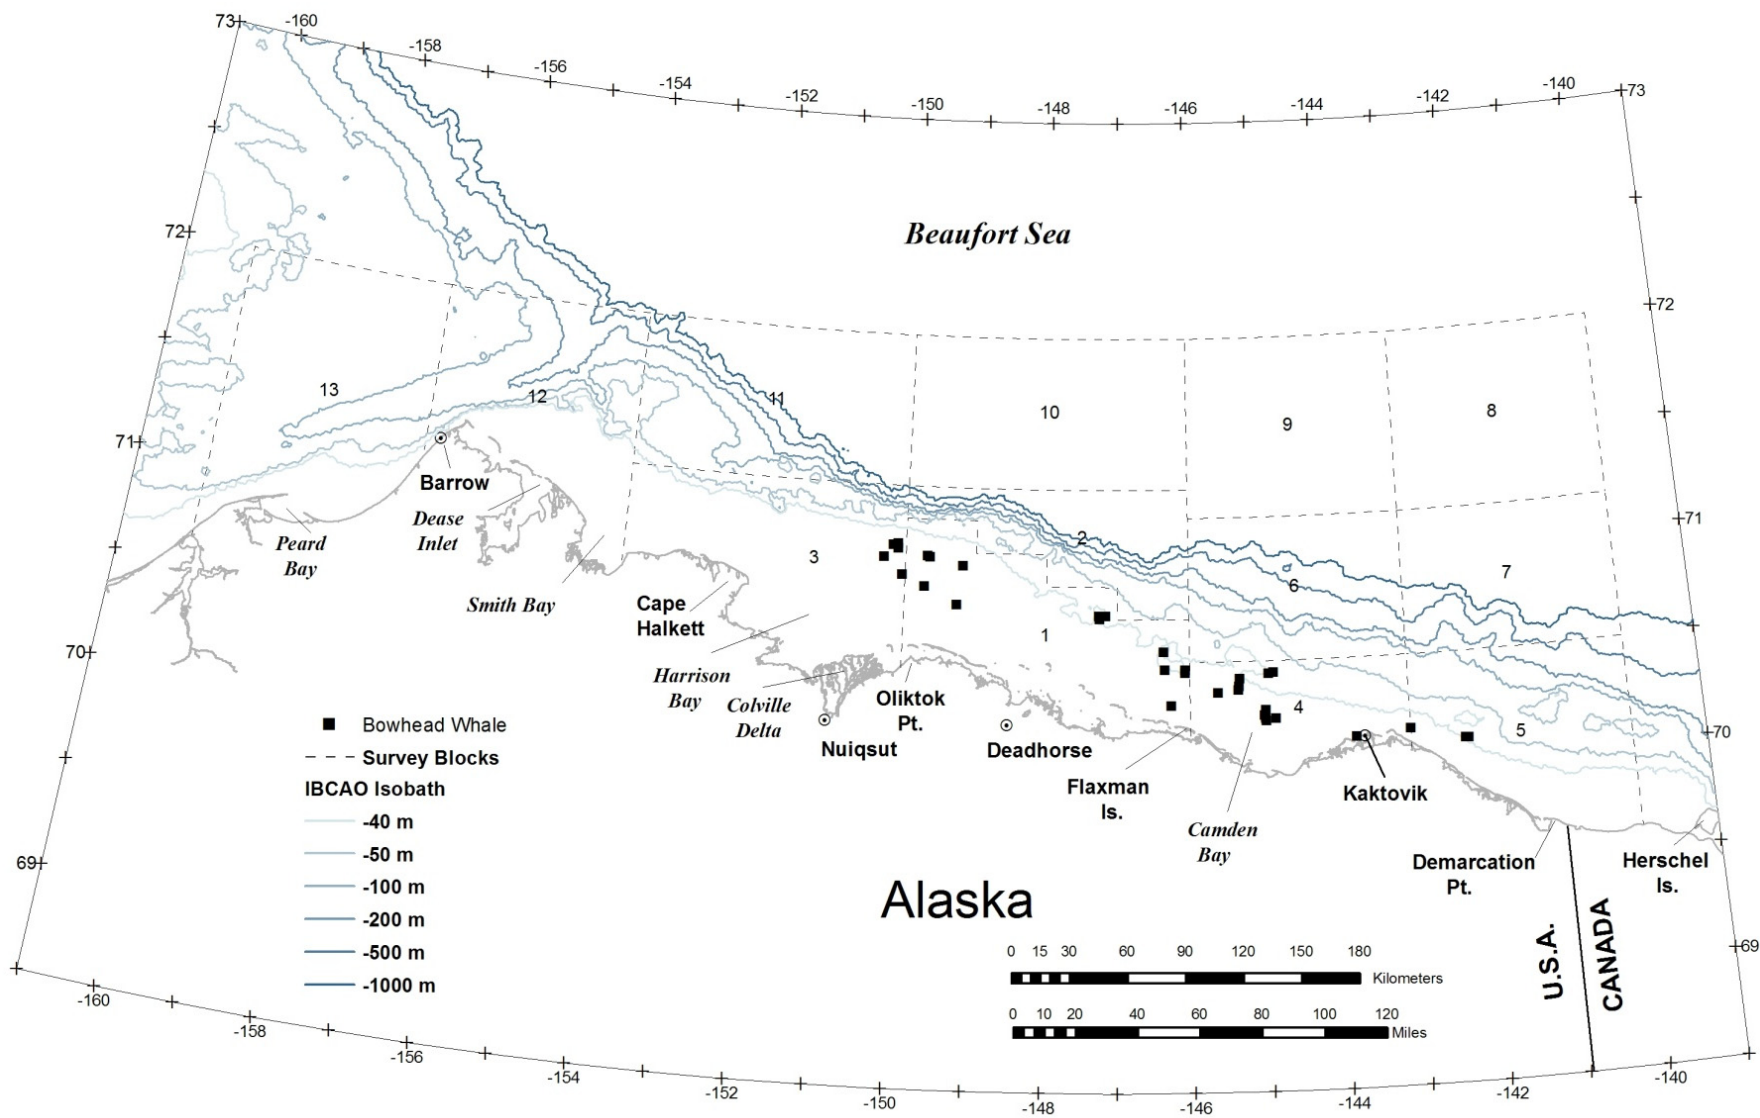 73
-160
-158
-156
-154
-152
-150
-148
-146
-144
-142
-140
73
72
Beaufort Sea
72
13
12
11
10
9
8
71
Barrow
Dease
Inlet
Peard
Bay
Smith Bay
3
2
6
7
71
Cape
Halkett
1
70
Harrison
Bay
Colville
Delta
Oliktok
Pt.
Nuiqsut
Deadhorse
4
5
70
Flaxman
Is.
Kaktovik
Camden
Bay
Demarcation
Pt.
Herschel
Is.
Bowhead Whale
Survey Blocks
IBCAO Isobath
-40 m
-50 m
-100 m
-200 m
-500 m
-1000 m
69
Alaska
U.S.A.
CANADA
69
0 15 30 60 90 120 150 180
Kilometers
0 10 20 40 60 80 100 120
Miles
-160
-158
-156
-154
-152
-150
-148
-146
-144
-142
-140